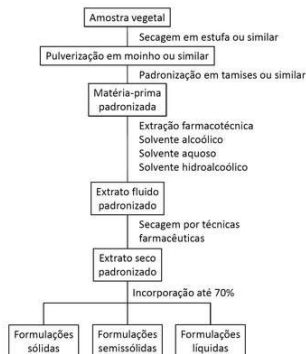 Amostra vegetal
Secagem em estufa ou similar
Pulverização em moinho ou similar
Padronização em tamises ou similar
Matéria-prima
padronizada
Extração farmacotécnica
Solvente alcoólico
Solvente aquoso
Solvente hidroalcoólico
Extrato fluido
padronizado
Secagem por técnicas
farmacêuticas
Extrato seco
padronizado
Incorporação até 70%
Formulações
sólidas
Formulações
semissólidas
Formulações
líquidas